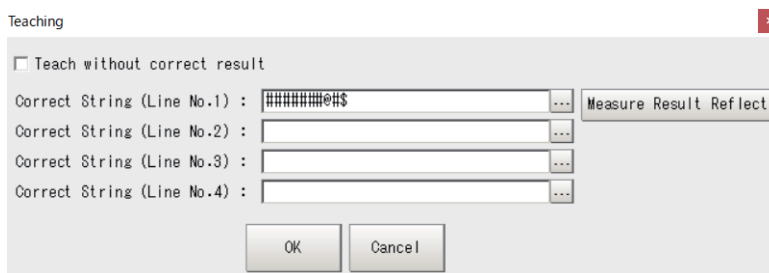 Teaching
Teach without correct result
Correct String (Line No.1) : ########@#$ ... Measure Result Reflect
Correct String (Line No.2) : ...
Correct String (Line No.3) : ...
Correct String (Line No.4) : ...
OK Cancel